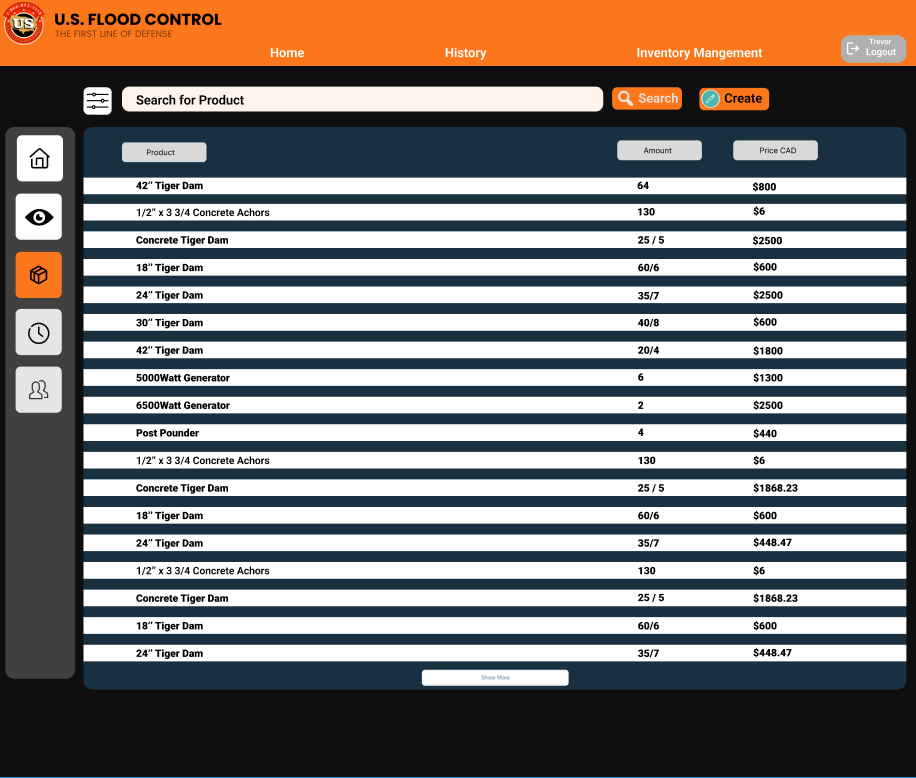 US
U.S. FLOOD CONTROL
THE FIRST LINE OF DEFENSE
Home History Inventory Mangement
Trevor
Logout
Search for Product Search Create
Product Amount Price CAD
42’’ Tiger Dam 64 $800
1/2” x 3 3/4 Concrete Achors 130 $6
Concrete Tiger Dam 25 / 5 $2500
18’’ Tiger Dam 60/6 $600
24’’ Tiger Dam 35/7 $2500
30’’ Tiger Dam 40/8 $600
42’’ Tiger Dam 20/4 $1800
5000Watt Generator 6 $1300
6500Watt Generator 2 $2500
Post Pounder 4 $440
1/2” x 3 3/4 Concrete Achors 130 $6
Concrete Tiger Dam 25 / 5 $1868.23
18’’ Tiger Dam 60/6 $600
24’’ Tiger Dam 35/7 $448.47
1/2” x 3 3/4 Concrete Achors 130 $6
Concrete Tiger Dam 25 / 5 $1868.23
18’’ Tiger Dam 60/6 $600
24’’ Tiger Dam 35/7 $448.47
Show More